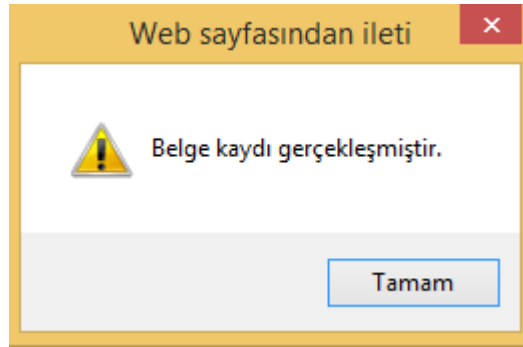 Web sayfasından ileti
Belge kaydı gerçekleşmiştir.
Tamam